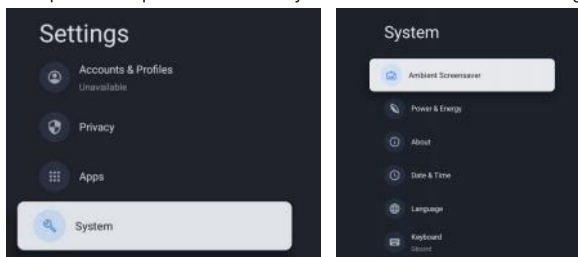 Settings
Accounts & Profiles
Unavailable
Privacy
Apps
System
System
Ambient Screensaver
Power & Energy
About
Date & Time
Language
Keyboard